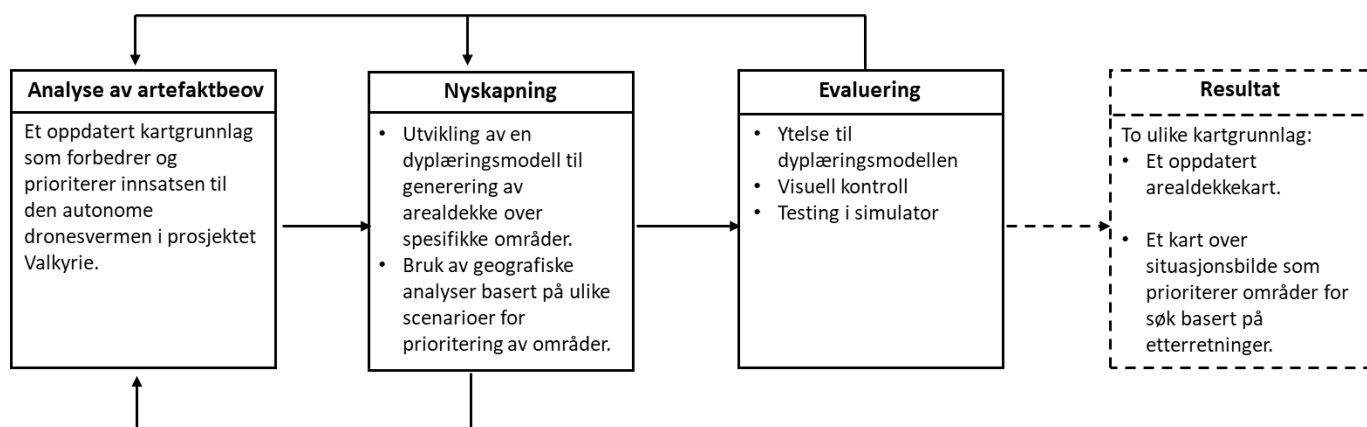 Analyse av artefaktbeov
Et oppdatert kartgrunnlag
som forbedrer og
prioriterer innsatsen til
den autonome
dronesvermen i prosjektet
Valkyrie.
Nyskapning
• Utvikling av en
dyplæringsmodell til
generering av
arealdekke over
spesifikke områder.
• Bruk av geografiske
analyser basert på ulike
scenarioer for
prioritering av områder.
Evaluering
• Ytelse til
dyplæringsmodellen
• Visuell kontroll
• Testing i simulator
Resultat
To ulike kartgrunnlag:
• Et oppdatert
arealdekkekart.
• Et kart over
situasjonsbilde som
prioriterer områder for
søk basert på
etterretninger.